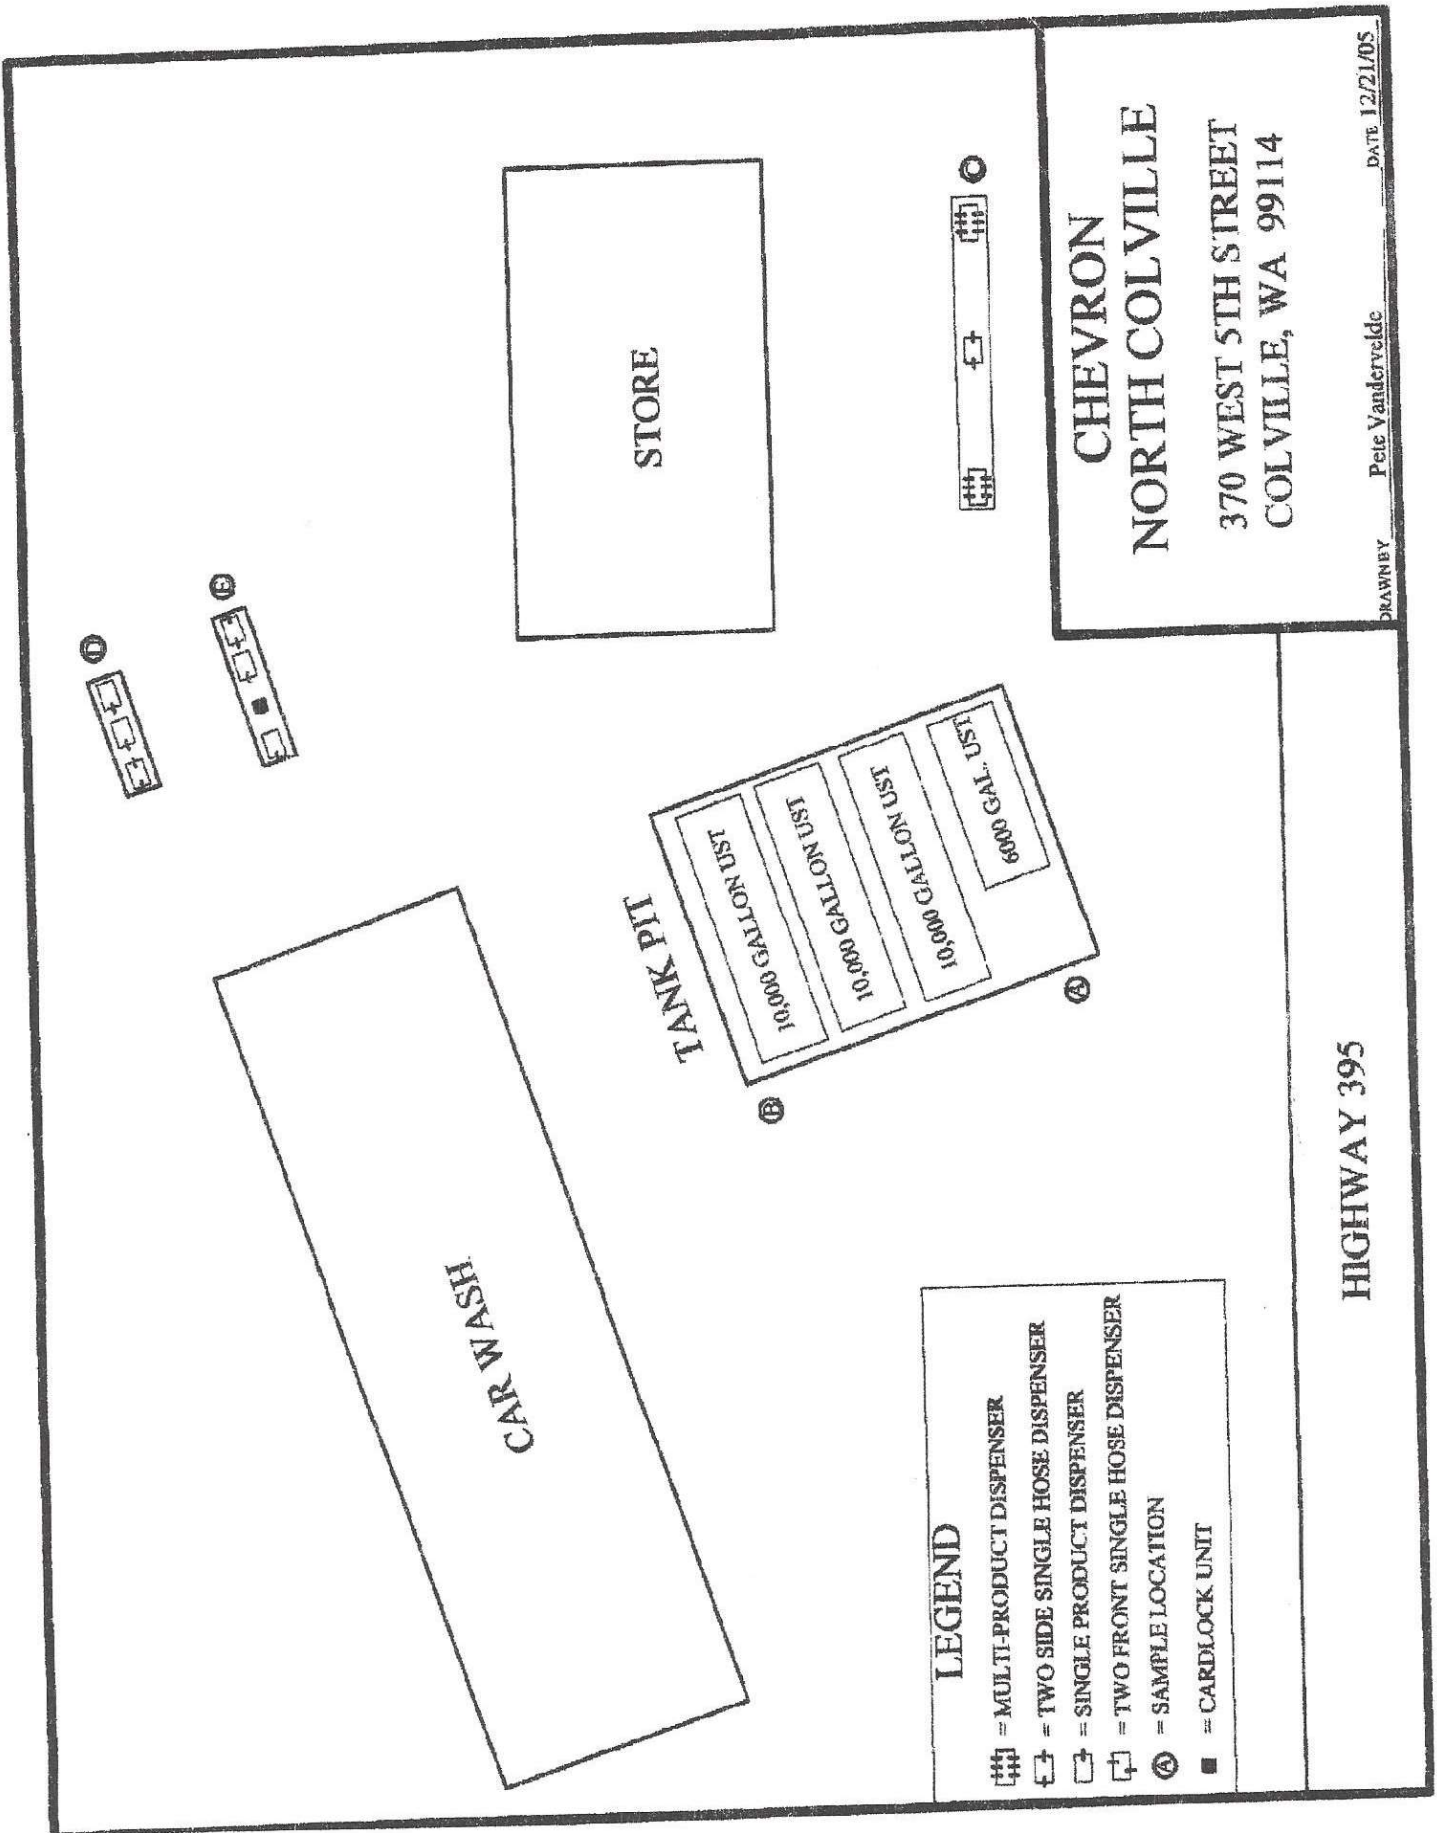 CAR WASH
TANK PIT
10,000 GALLON UST
10,000 GALLON UST
10,000 GALLON UST
6000 GAL. UST
STORE
A
B
C
D
E
LEGEND
= MULTI-PRODUCT DISPENSER
= TWO SIDE SINGLE HOSE DISPENSER
= SINGLE PRODUCT DISPENSER
= TWO FRONT SINGLE HOSE DISPENSER
A = SAMPLE LOCATION
= CARDLOCK UNIT
HIGHWAY 395
CHEVRON
NORTH COLVILLE
370 WEST 5TH STREET
COLVILLE, WA 99114
DRAWN BY Pete Vandervelde DATE 12/21/05